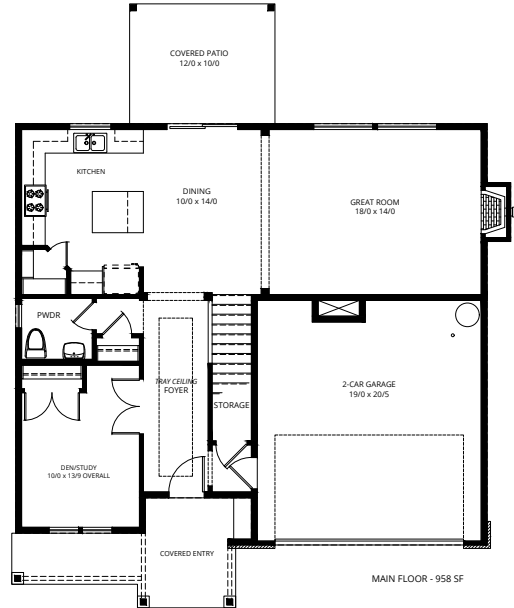 COVERED PATIO
12/0 x 10/0
KITCHEN
DINING
10/0 x 14/0
GREAT ROOM
18/0 x 14/0
PWDR
TRAY CEILING
FOYER
2-CAR GARAGE
19/0 x 20/5
STORAGE
DEN/STUDY
10/0 x 13/9 OVERALL
COVERED ENTRY
MAIN FLOOR - 958 SF